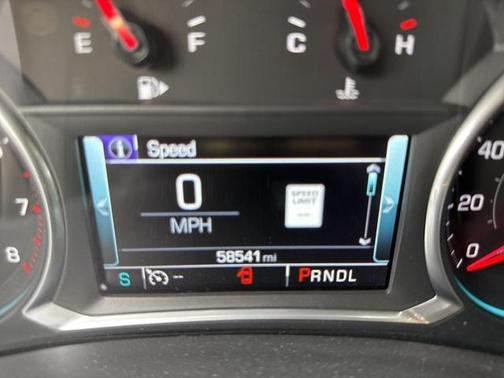 E F C H
Speed
0
MPH
SPEED
LIMIT
--
58541 mi
S -- PRNDL
7
8
40
20
0